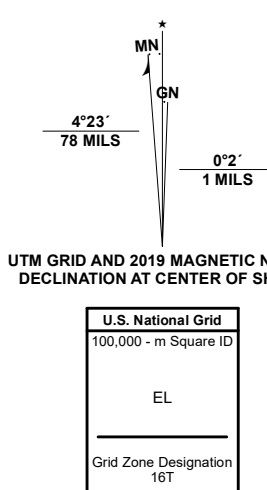 ★
MN
GN
4°23´
78 MILS
0°2´
1 MILS
UTM GRID AND 2019 MAGNETIC
DECLINATION AT CENTER OF
U.S. National Grid
100,000 - m Square ID
EL
Grid Zone Designation
16T